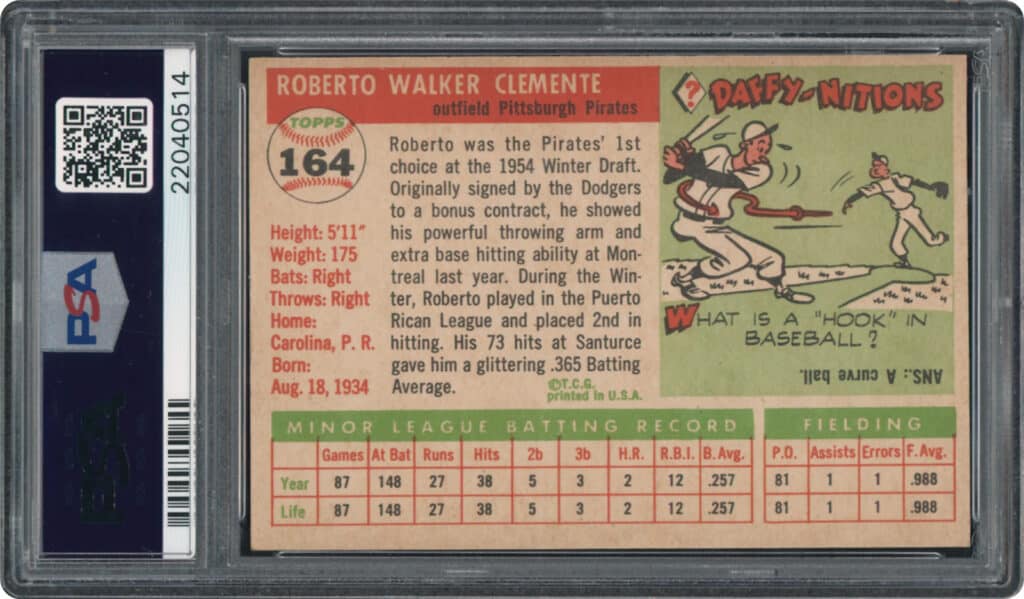 22040514
PSA
PSA
ROBERTO WALKER CLEMENTE
outfield Pittsburgh Pirates
TOPPS
164
Height: 5'11"
Weight: 175
Bats: Right
Throws: Right
Home:
Carolina, P. R.
Born:
Aug. 18, 1934
Roberto was the Pirates' 1st
choice at the 1954 Winter Draft.
Originally signed by the Dodgers
to a bonus contract, he showed
his powerful throwing arm and
extra base hitting ability at Mon-
treal last year. During the Win-
ter, Roberto played in the Puerto
Rican League and placed 2nd in
hitting. His 73 hits at Santurce
gave him a glittering .365 Batting
Average.
©T.C.G.
printed in U.S.A.
? DAFFY-NITIONS
WHAT IS A "HOOK" IN
BASEBALL?
ANS.: A curve ball.
MINOR LEAGUE BATTING RECORD
Games At Bat Runs Hits 2b 3b H.R. R.B.I. B. Avg.
Year 87 148 27 38 5 3 2 12 .257
Life 87 148 27 38 5 3 2 12 .257
FIELDING
P.O. Assists Errors F. Avg.
81 1 1 .988
81 1 1 .988